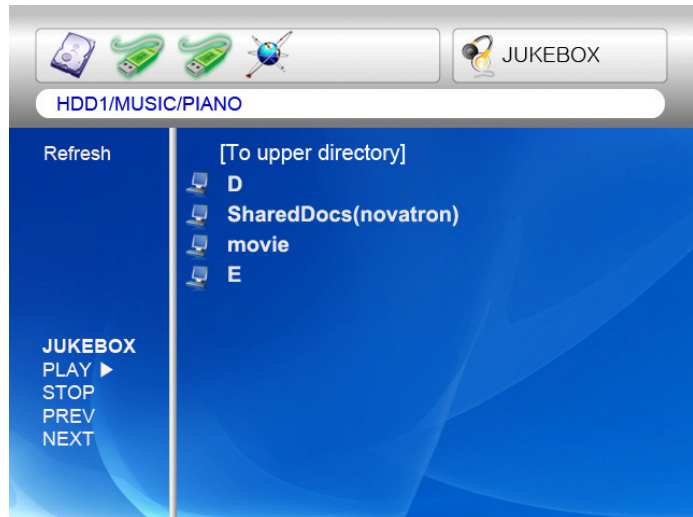 JUKEBOX
HDD1/MUSIC/PIANO
Refresh
[To upper directory]
D
SharedDocs(novatron)
movie
E
JUKEBOX
PLAY ▶
STOP
PREV
NEXT